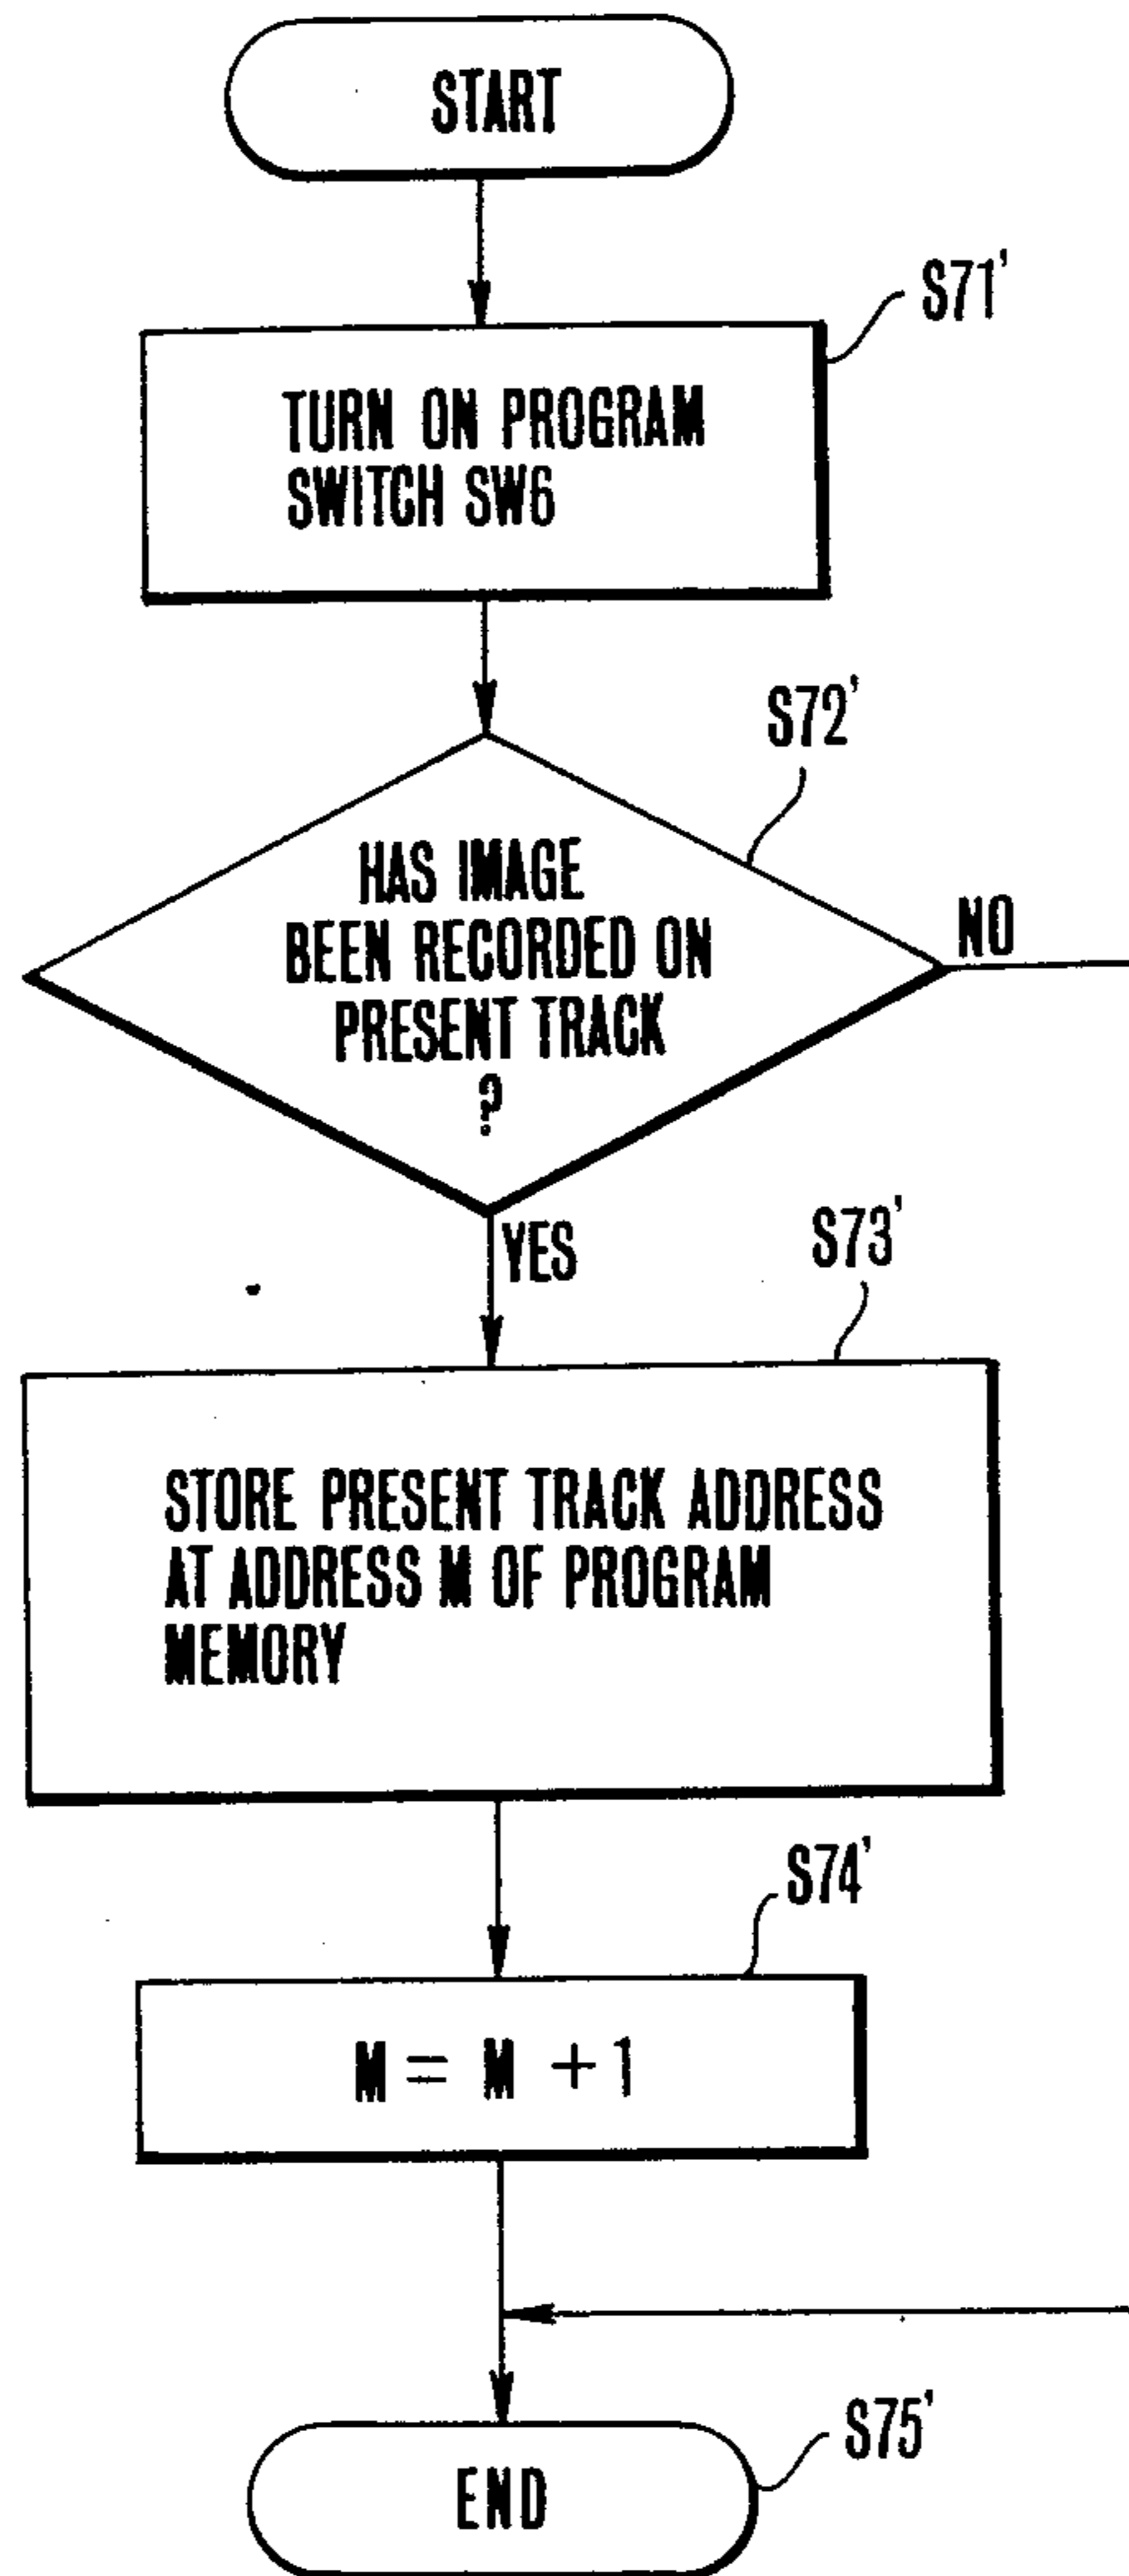 START
S71'
TURN ON PROGRAM
SWITCH SW6
S72'
HAS IMAGE
BEEN RECORDED ON
PRESENT TRACK
?
NO
YES
S73'
STORE PRESENT TRACK ADDRESS
AT ADDRESS M OF PROGRAM
MEMORY
S74'
M = M + 1
S75'
END